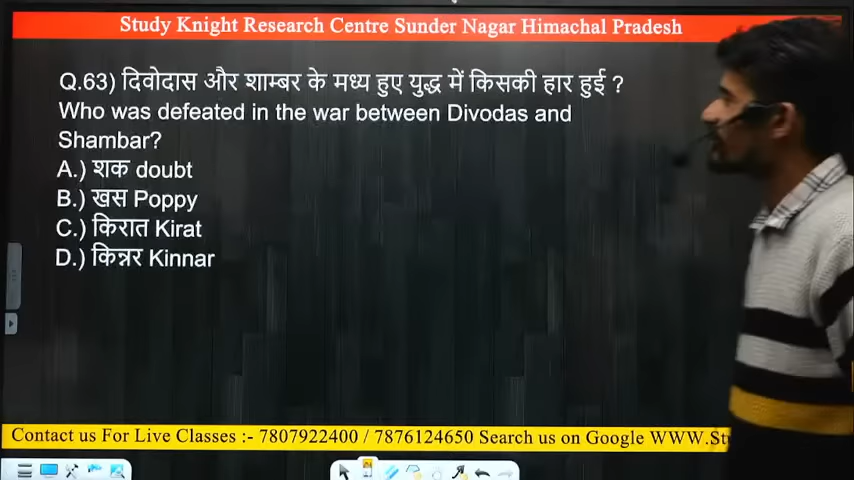 Study Knight Research Centre Sunder Nagar Himachal Pradesh
Q.63) दिवोदास और शाम्बर के मध्य हुए युद्ध में किसकी हार हुई ?
Who was defeated in the war between Divodas and
Shambar?
A.) शक doubt
B.) खस Poppy
C.) किरात Kirat
D.) किन्नर Kinnar
Contact us For Live Classes :- 7807922400 / 7876124650 Search us on Google WWW.St